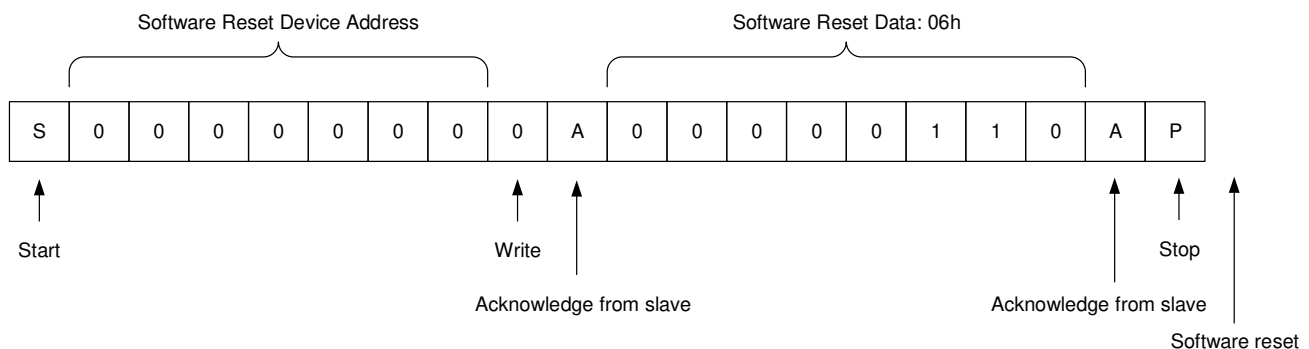 Software Reset Device Address Software Reset Data: 06h
S 0 0 0 0 0 0 0 0 A 0 0 0 0 0 1 1 0 A P
Start Write Stop
Acknowledge from slave Acknowledge from slave
Software reset